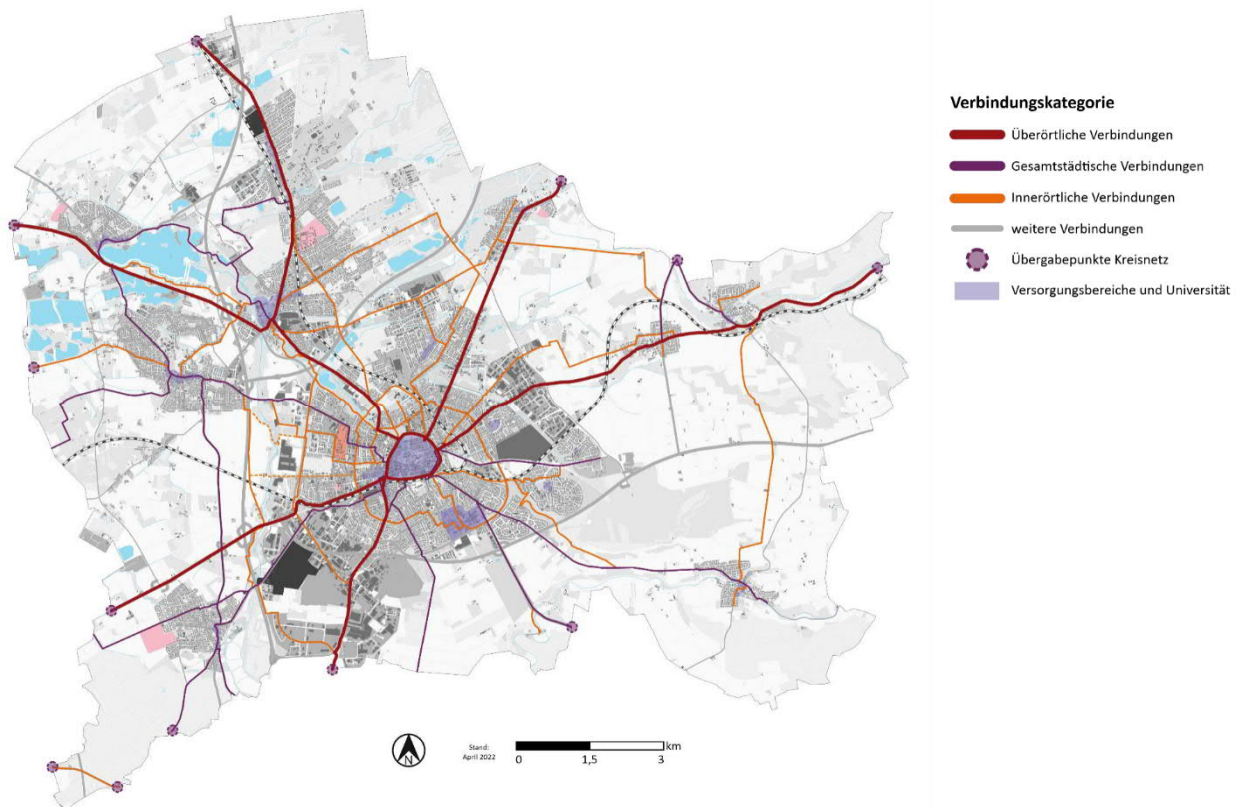 Verbindungskategorie
Überörtliche Verbindungen
Gesamtstädtische Verbindungen
Innerörtliche Verbindungen
weitere Verbindungen
Übergabepunkte Kreisnetz
Versorgungsbereiche und Universität
N
Stand:
April 2022
km
0 1,5 3